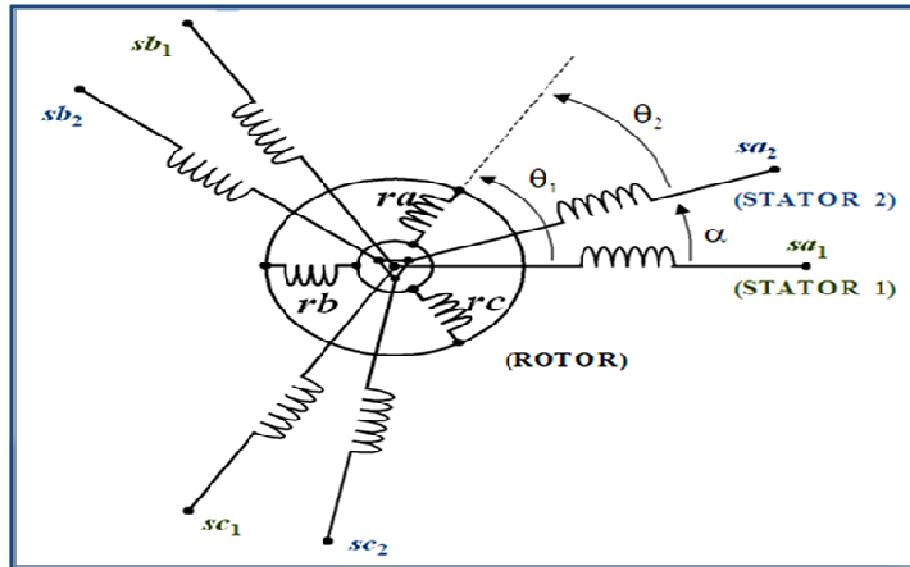 sb₁
sb₂
θ₂
sa₂
ra
θ₁
(STATOR 2)
α
sa₁
rb
rc
(STATOR 1)
(ROTOR)
sc₁
sc₂